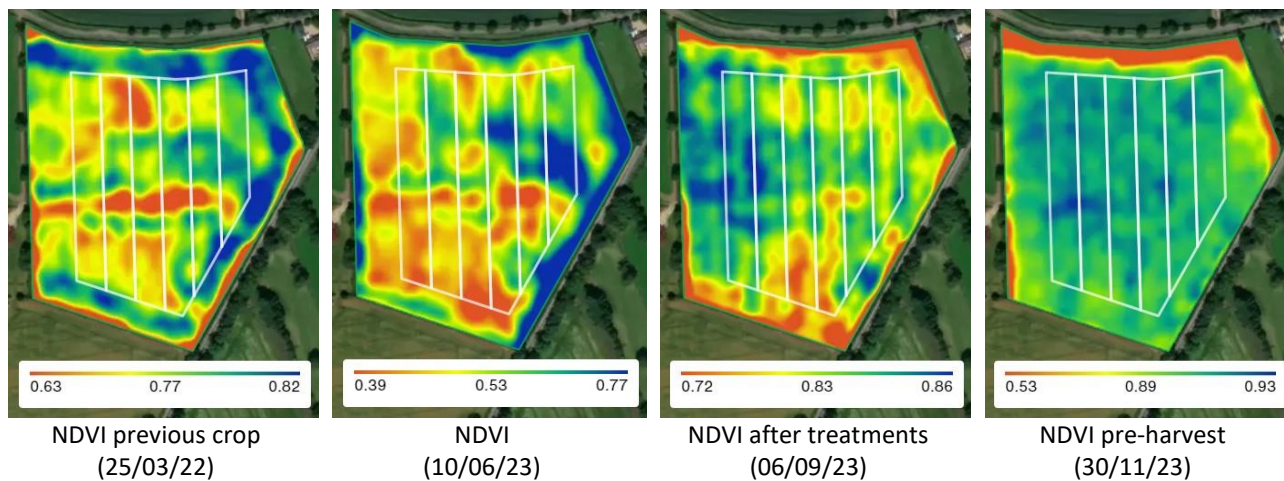 0.63 0.77 0.82
0.39 0.53 0.77
0.72 0.83 0.86
0.53 0.89 0.93
NDVI previous crop
(25/03/22)
NDVI
(10/06/23)
NDVI after treatments
(06/09/23)
NDVI pre-harvest
(30/11/23)